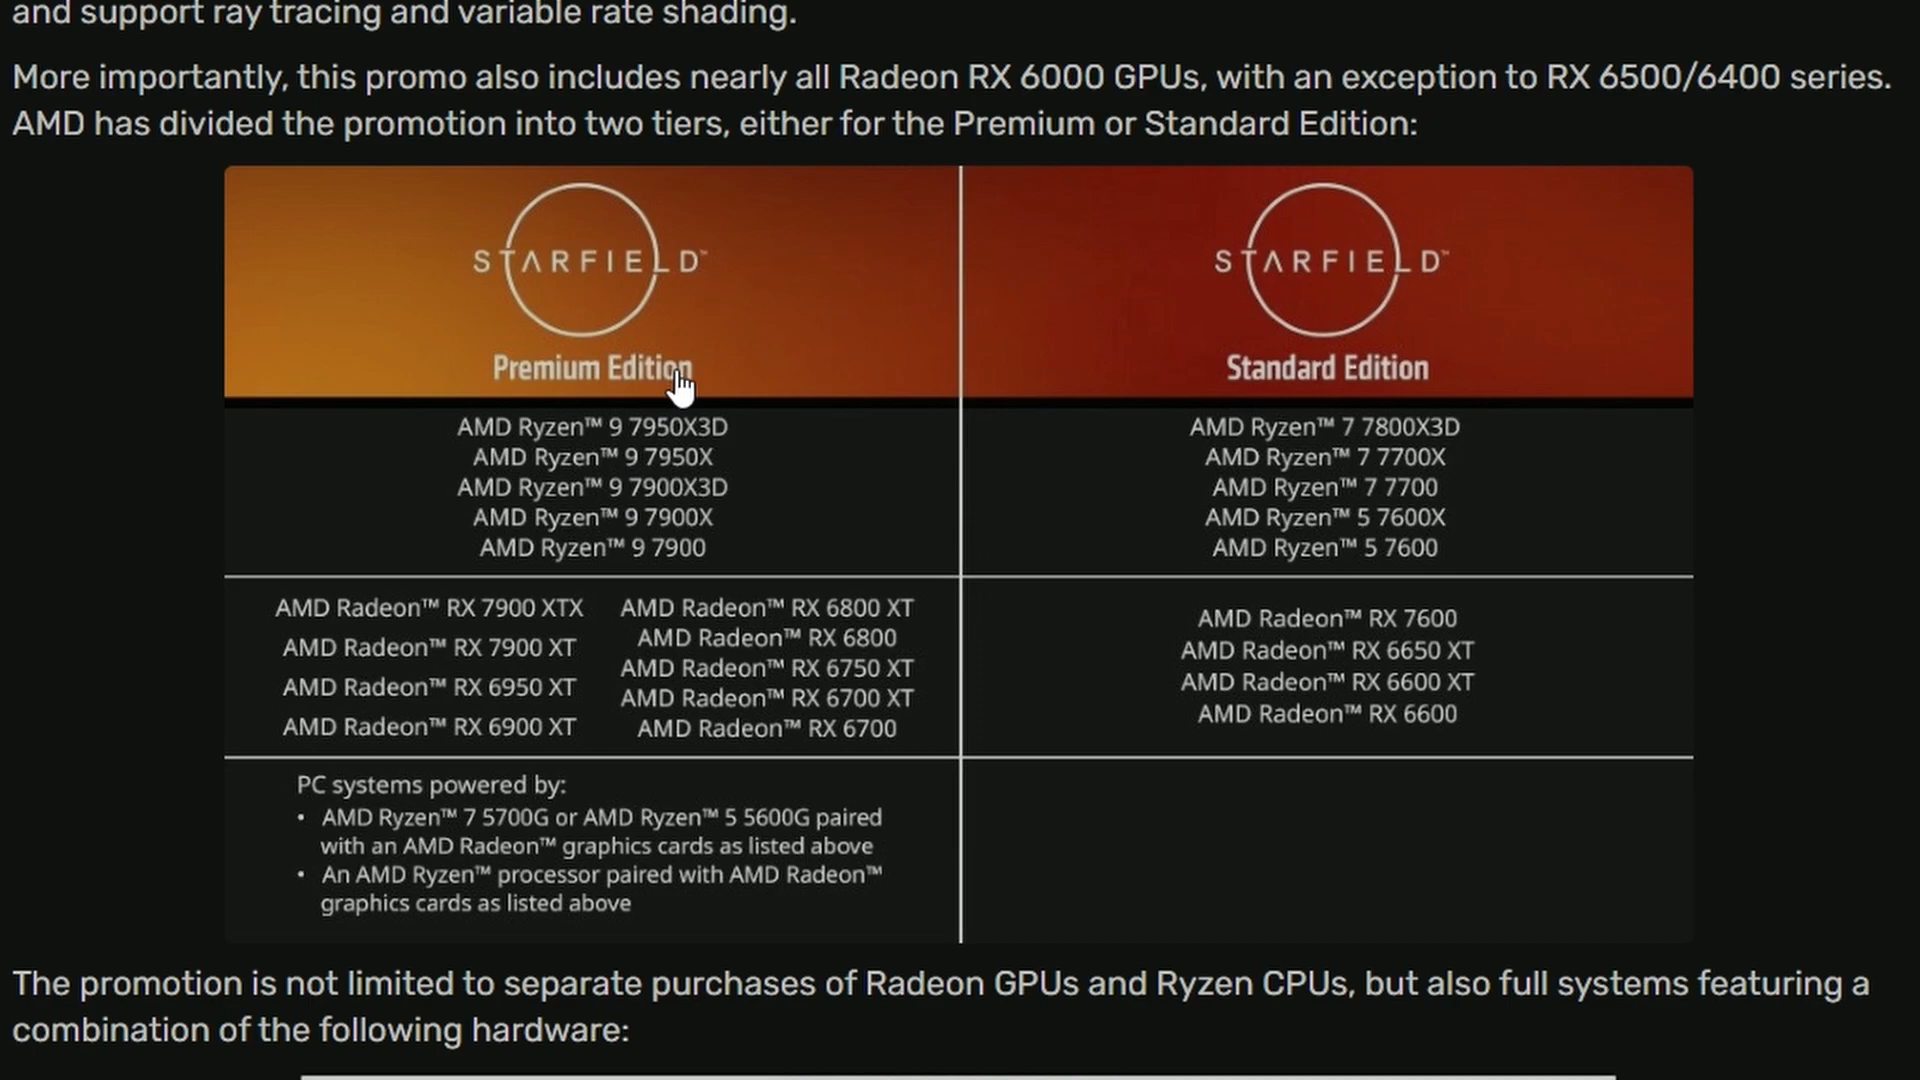 and support ray tracing and variable rate shading.
More importantly, this promo also includes nearly all Radeon RX 6000 GPUs, with an exception to RX 6500/6400 series.
AMD has divided the promotion into two tiers, either for the Premium or Standard Edition:
STARFIELD™
Premium Edition
STARFIELD™
Standard Edition
AMD Ryzen™ 9 7950X3D
AMD Ryzen™ 9 7950X
AMD Ryzen™ 9 7900X3D
AMD Ryzen™ 9 7900X
AMD Ryzen™ 9 7900
AMD Ryzen™ 7 7800X3D
AMD Ryzen™ 7 7700X
AMD Ryzen™ 7 7700
AMD Ryzen™ 5 7600X
AMD Ryzen™ 5 7600
AMD Radeon™ RX 7900 XTX
AMD Radeon™ RX 7900 XT
AMD Radeon™ RX 6950 XT
AMD Radeon™ RX 6900 XT
AMD Radeon™ RX 6800 XT
AMD Radeon™ RX 6800
AMD Radeon™ RX 6750 XT
AMD Radeon™ RX 6700 XT
AMD Radeon™ RX 6700
AMD Radeon™ RX 7600
AMD Radeon™ RX 6650 XT
AMD Radeon™ RX 6600 XT
AMD Radeon™ RX 6600
PC systems powered by:
• AMD Ryzen™ 7 5700G or AMD Ryzen™ 5 5600G paired
with an AMD Radeon™ graphics cards as listed above
• An AMD Ryzen™ processor paired with AMD Radeon™
graphics cards as listed above
The promotion is not limited to separate purchases of Radeon GPUs and Ryzen CPUs, but also full systems featuring a
combination of the following hardware: